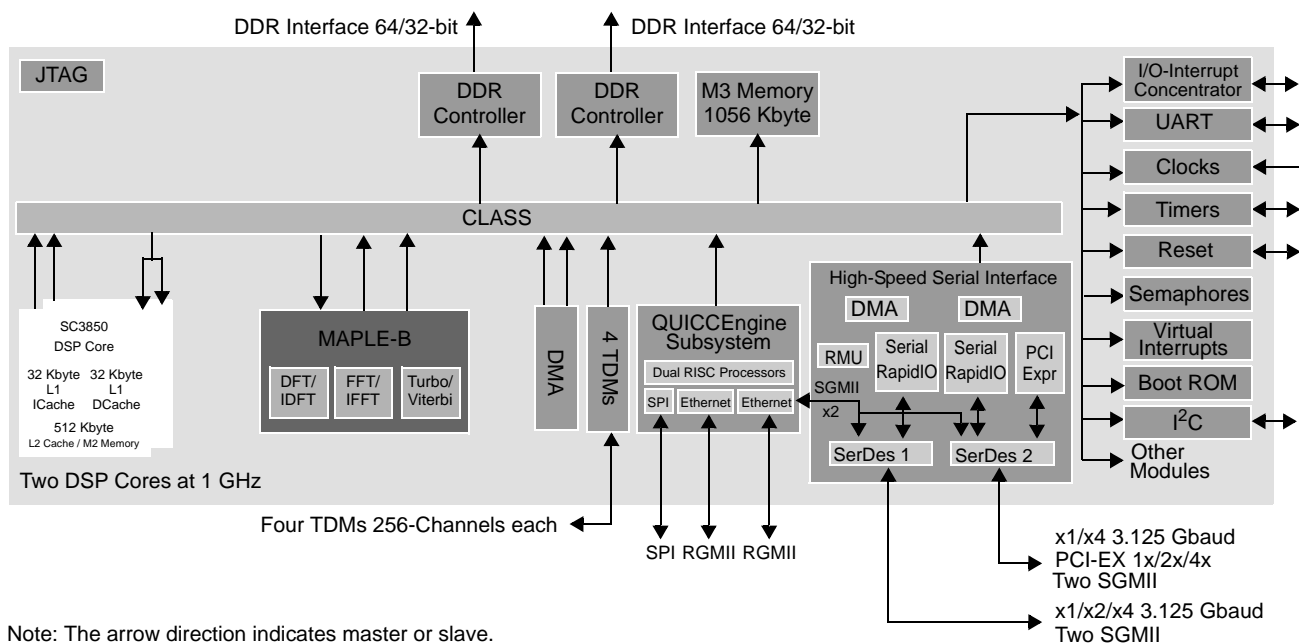 DDR Interface 64/32-bit
DDR Interface 64/32-bit
JTAG
DDR
Controller
DDR
Controller
M3 Memory
1056 Kbyte
I/O-Interrupt
Concentrator
UART
Clocks
Timers
Reset
Semaphores
Virtual
Interrupts
Boot ROM
I²C
Other
Modules
CLASS
SC3850
DSP Core
32 Kbyte
L1
ICache
32 Kbyte
L1
DCache
512 Kbyte
L2 Cache / M2 Memory
Two DSP Cores at 1 GHz
MAPLE-B
DFT/
IDFT
FFT/
IFFT
Turbo/
Viterbi
DMA
4 TDMs
QUICCEngine
Subsystem
Dual RISC Processors
SPI
Ethernet
Ethernet
High-Speed Serial Interface
DMA
DMA
RMU
Serial
RapidIO
Serial
RapidIO
PCI
Expr
SGMII
x2
SerDes 1
SerDes 2
Four TDMs 256-Channels each
SPI
RGMII
RGMII
x1/x4 3.125 Gbaud
PCI-EX 1x/2x/4x
Two SGMII
x1/x2/x4 3.125 Gbaud
Two SGMII
Note: The arrow direction indicates master or slave.